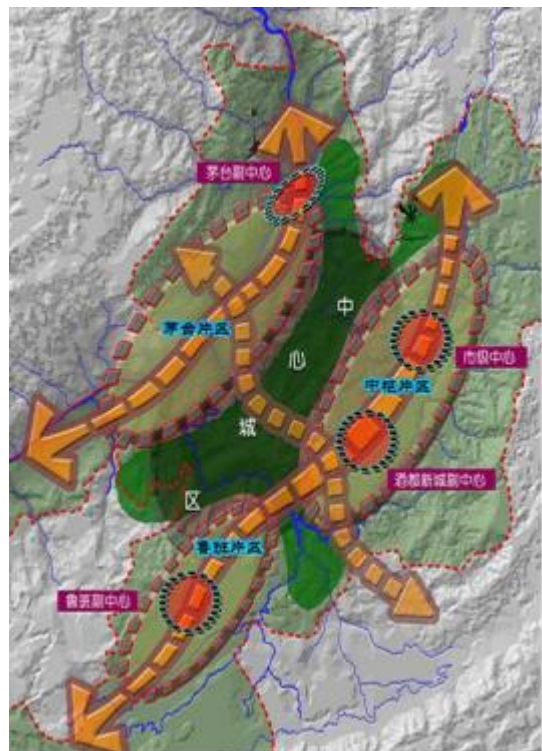 茅台副中心
中
茅台片区
市级中心
心
中枢片区
城
酒都新城副中心
区
鲁班片区
鲁班副中心